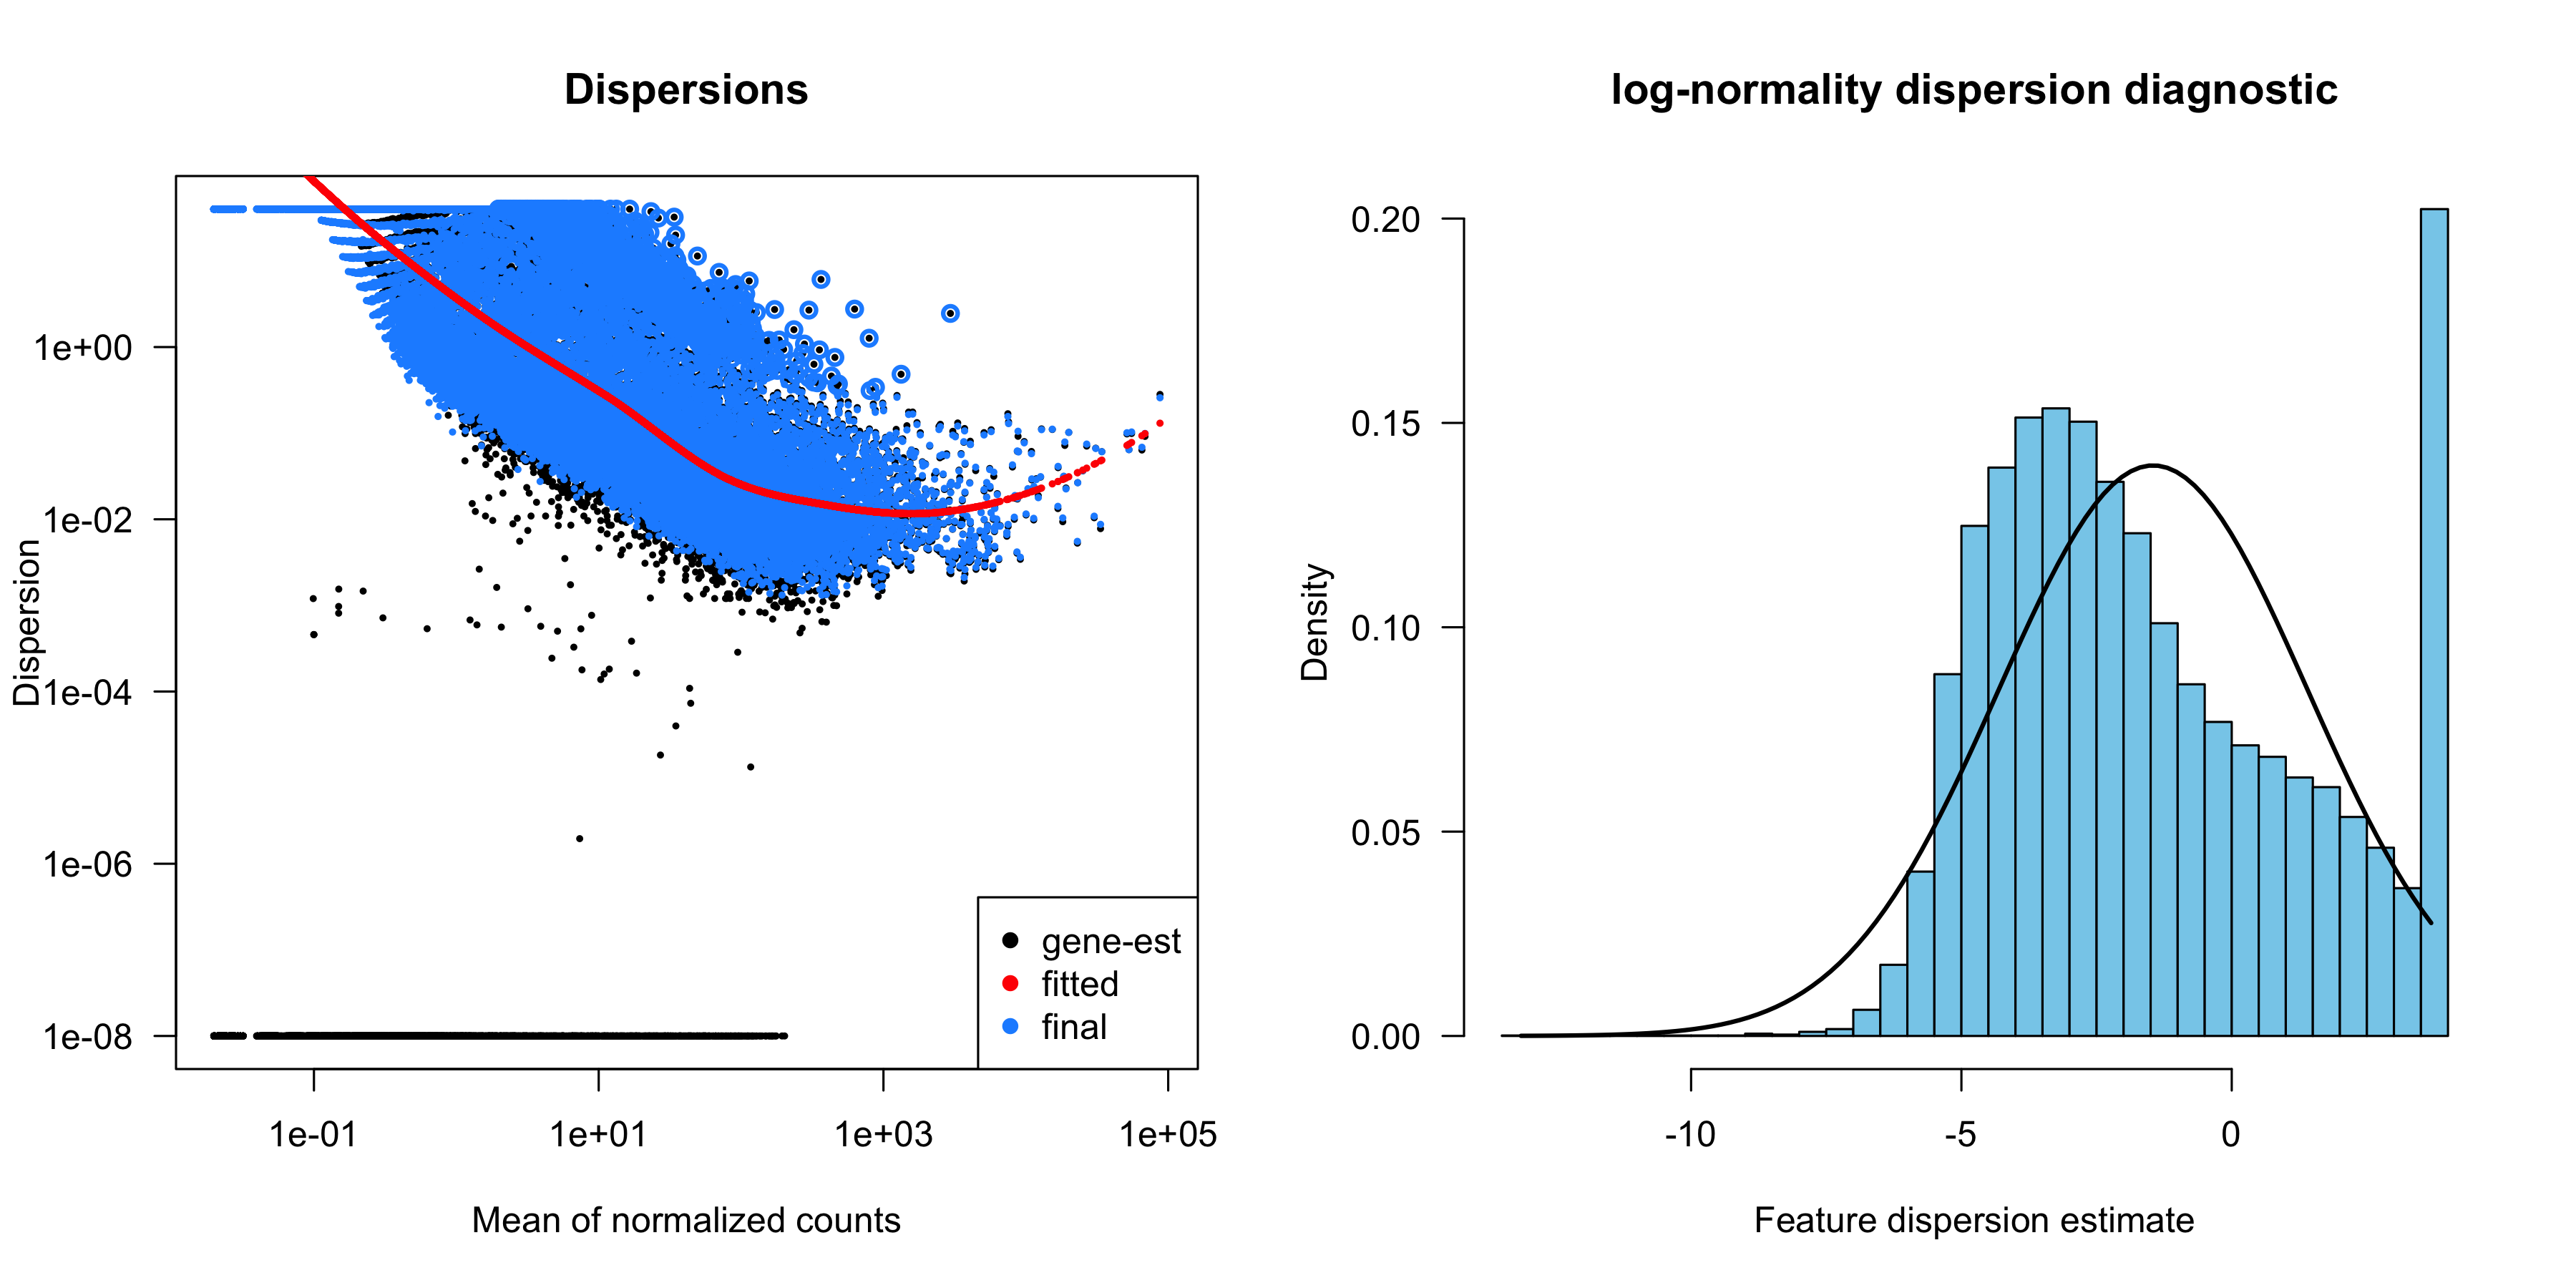 Dispersions
Dispersion
1e+00
1e-02
1e-04
1e-06
1e-08
gene-est
fitted
final
1e-01 1e+01 1e+03 1e+05
Mean of normalized counts
log-normality dispersion diagnostic
Density
0.20
0.15
0.10
0.05
0.00
-10 -5 0
Feature dispersion estimate